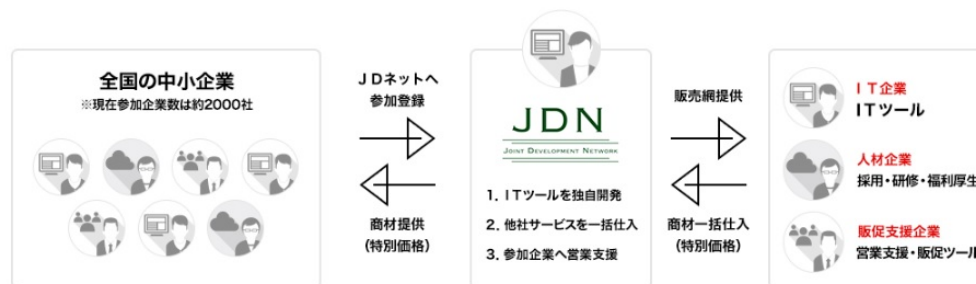 全国の中小企業
※現在参加企業数は約2000社
JDネットへ
参加登録
商材提供
(特別価格)
JDN
JOINT DEVELOPMENT NETWORK
1. ITツールを独自開発
2. 他社サービスを一括仕入
3. 参加企業へ営業支援
販売網提供
商材一括仕入
(特別価格)
IT企業
ITツール
人材企業
採用・研修・福利厚生
販促支援企業
営業支援・販促ツール